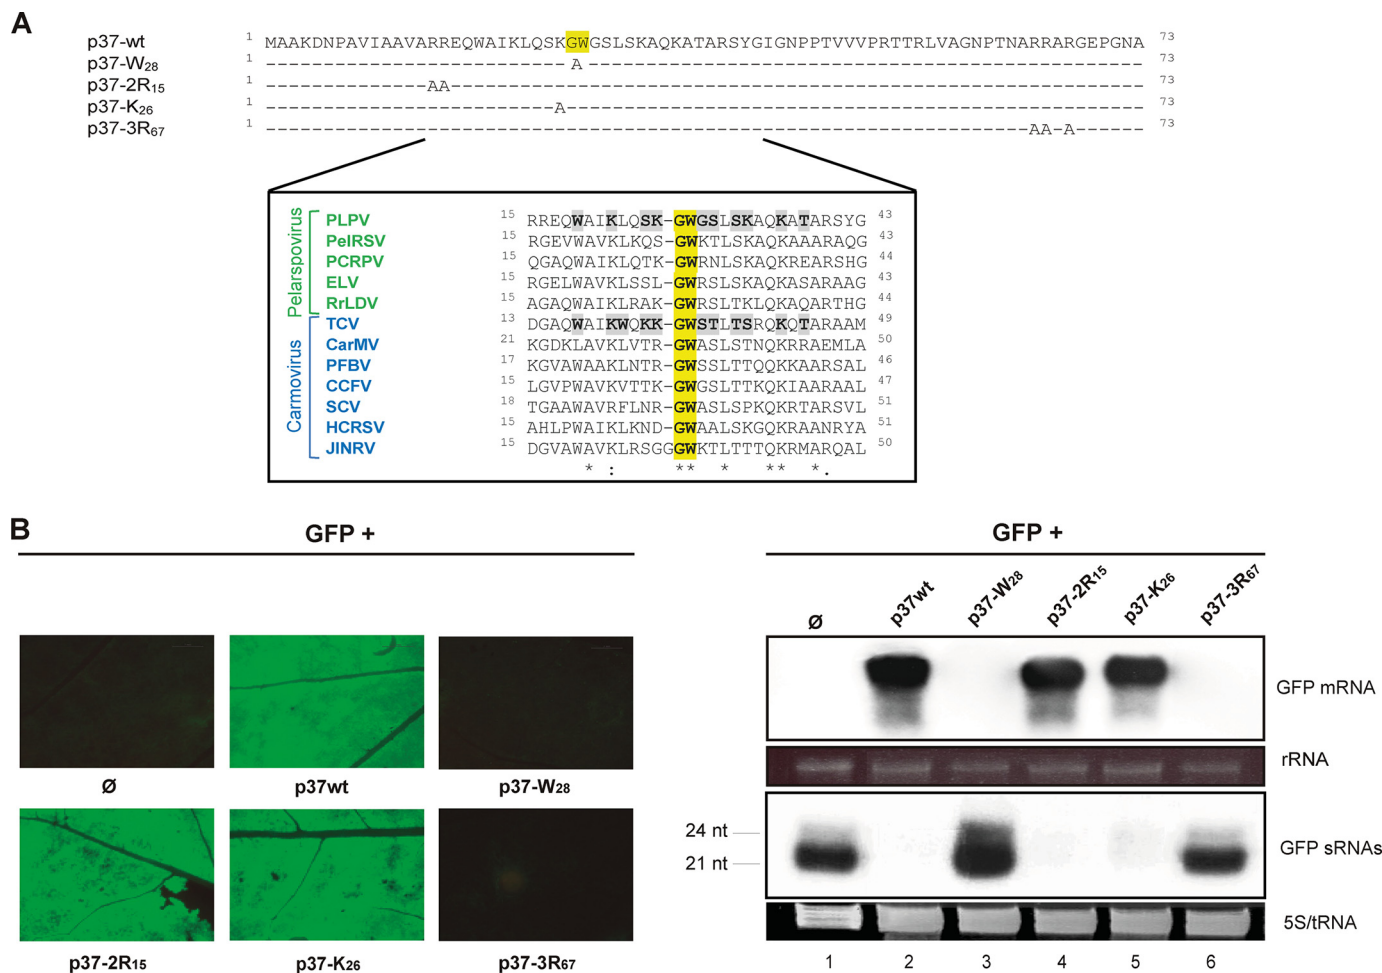 A
p37-wt 1 MAAKDNPAVIAAVARREQWAIKLQSKGWGSLSKAQKATARSYGIGNPPTVVVPRTTRLVAGNPTNARRARGEPGNA 73
p37-W28 1 ---------------------------A------------------------------------------------ 73
p37-2R15 1 --------------AA------------------------------------------------------------ 73
p37-K26 1 -------------------------A-------------------------------------------------- 73
p37-3R67 1 ------------------------------------------------------------------AA-A------ 73
Pelarspovirus
PLPV 15 RREQWAIKLQSK-GWGSLSKAQKATARSYG 43
PelRSV 15 RGEVWAVKLKQS-GWKTLSKAQKAAARAQG 43
PCRPV 15 QGAQWAIKLQTK-GWRNLSKAQKREARSHG 44
ELV 15 RGELWAVKLSSL-GWRSLSKAQKASARAAG 43
RrLDV 15 AGAQWAIKLRAK-GWRSLTKLQKAQARTHG 44
Carmovirus
TCV 13 DGAQWAIKWQKK-GWSTLTSRQKQTARAAM 49
CarMV 21 KGDKLAVKLVTR-GWASLSTNQKRRAEMLA 50
PFBV 17 KGVAWAAKLNTR-GWSSLTTQQKKAARSAL 46
CCFV 15 LGVPWAVKVTTK-GWGSLTTKQKIAARAAL 47
SCV 18 TGAAWAVRFLNR-GWASLSPKQKRTARSVL 51
HCRSV 15 AHLPWAIKLKND-GWAALSKGQKRAANRYA 51
JINRV 15 DGVAWAVKLRSGGGWKTLTTTQKRMARQAL 50
* : ** * ** *.
B
GFP +
Ø p37wt p37-W28
p37-2R15 p37-K26 p37-3R67
GFP +
Ø p37wt p37-W28 p37-2R15 p37-K26 p37-3R67
GFP mRNA
rRNA
24 nt
21 nt
GFP sRNAs
5S/tRNA
1 2 3 4 5 6